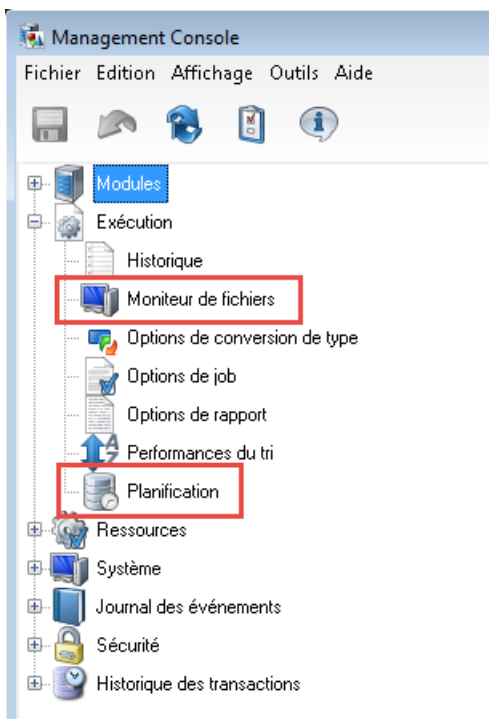 Management Console
Fichier Edition Affichage Outils Aide
Modules
Exécution
Historique
Moniteur de fichiers
Options de conversion de type
Options de job
Options de rapport
Performances du tri
Planification
Ressources
Système
Journal des événements
Sécurité
Historique des transactions